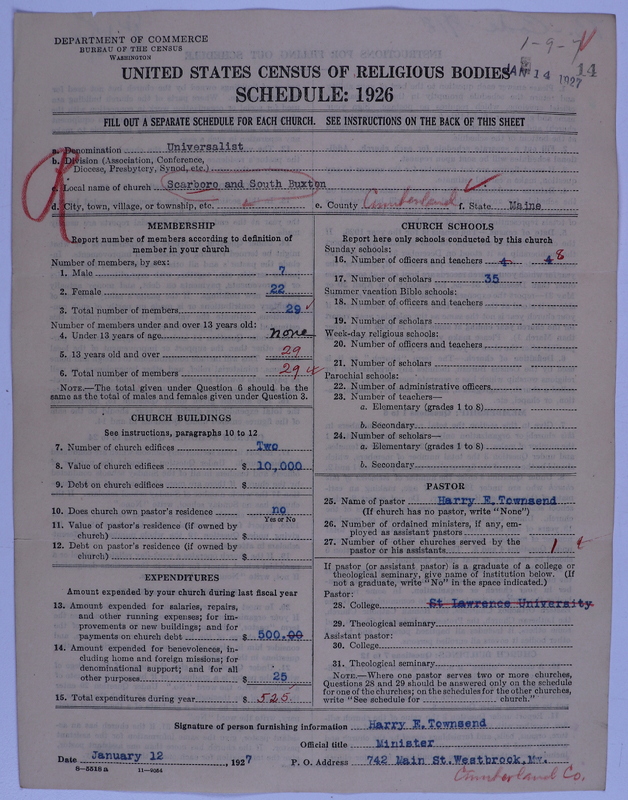 DEPARTMENT OF COMMERCE
BUREAU OF THE CENSUS
WASHINGTON
1-9-
JAN 14 1927
14
UNITED STATES CENSUS OF RELIGIOUS BODIES
SCHEDULE: 1926
FILL OUT A SEPARATE SCHEDULE FOR EACH CHURCH. SEE INSTRUCTIONS ON THE BACK OF THIS SHEET
a. Denomination Universalist
b. Division (Association, Conference, Diocese, Presbytery, Synod, etc.)
c. Local name of church Scarboro and South Buxton
d. City, town, village, or township, etc. e. County Cumberland f. State Maine
MEMBERSHIP
Report number of members according to definition of
member in your church
Number of members, by sex:
1. Male 7
2. Female 22
3. Total number of members 29
Number of members under and over 13 years old:
4. Under 13 years of age none
5. 13 years old and over 29
6. Total number of members 29
NOTE.—The total given under Question 6 should be the
same as the total of males and females given under Question 3.
CHURCH BUILDINGS
See instructions, paragraphs 10 to 12
7. Number of church edifices Two
8. Value of church edifices $ 10,000
9. Debt on church edifices $
10. Does church own pastor's residence no
Yes or No
11. Value of pastor's residence (if owned by
church) $
12. Debt on pastor's residence (if owned by
church) $
EXPENDITURES
Amount expended by your church during last fiscal year
13. Amount expended for salaries, repairs,
and other running expenses; for im-
provements or new buildings; and for
payments on church debt $ 500.00
14. Amount expended for benevolences, in-
cluding home and foreign missions; for
denominational support; and for all
other purposes $ 25
15. Total expenditures during year $ 525.
CHURCH SCHOOLS
Report here only schools conducted by this church
Sunday schools:
16. Number of officers and teachers 4 4 8
17. Number of scholars 35
Summer vacation Bible schools:
18. Number of officers and teachers
19. Number of scholars
Week-day religious schools:
20. Number of officers and teachers
21. Number of scholars
Parochial schools:
22. Number of administrative officers
23. Number of teachers—
a. Elementary (grades 1 to 8)
b. Secondary
24. Number of scholars—
a. Elementary (grades 1 to 8)
b. Secondary
PASTOR
25. Name of pastor Harry E. Townsend
(If church has no pastor, write "None")
26. Number of ordained ministers, if any, em-
ployed as assistant pastors
27. Number of other churches served by the
pastor or his assistants 1
If pastor (or assistant pastor) is a graduate of a college or
theological seminary, give name of institution below. (If
not a graduate, write "No" in the space indicated.)
Pastor:
28. College St Lawrence University
29. Theological seminary
Assistant pastor:
30. College
31. Theological seminary
NOTE.—Where one pastor serves two or more churches,
Questions 28 and 29 should be answered only on the schedule
for one of the churches; on the schedules for the other churches,
write "See schedule for church."
Signature of person furnishing information Harry E. Townsend
Official title Minister
Date January 12, 1927 P. O. Address 742 Main St. Westbrook, Me.
8-5518 a 11-9054
Cumberland Co.